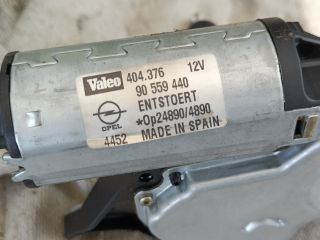 Valeo 404.376 12V
90 559 440
ENTSTOERT
OPEL *Op24890/4890
4452 MADE IN SPAIN